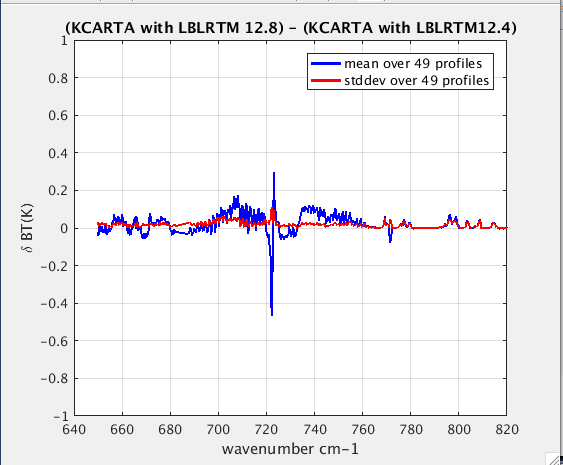 (KCARTA with LBLRTM 12.8) - (KCARTA with LBLRTM12.4)
1
0.8
0.6
0.4
0.2
0
-0.2
-0.4
-0.6
-0.8
-1
δ BT(K)
mean over 49 profiles
stddev over 49 profiles
640 660 680 700 720 740 760 780 800 820
wavenumber cm-1